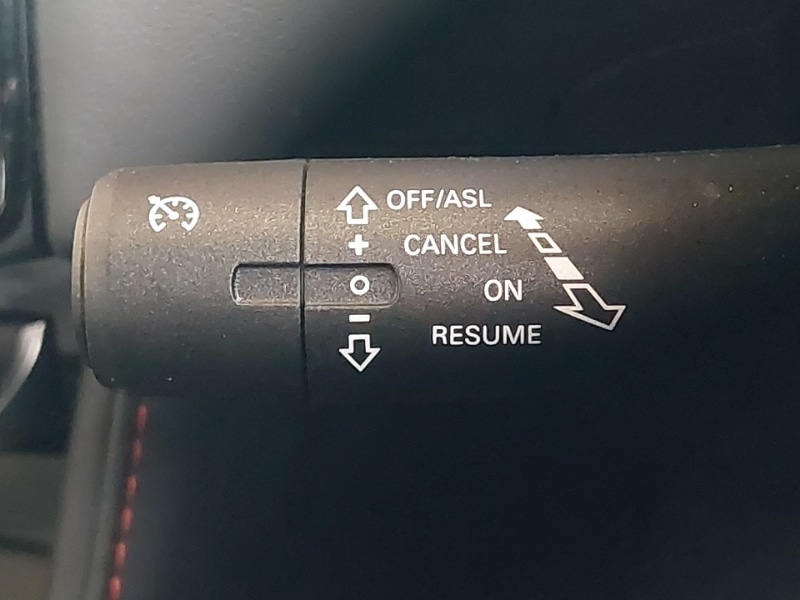 OFF/ASL
+ CANCEL
ON
-
RESUME